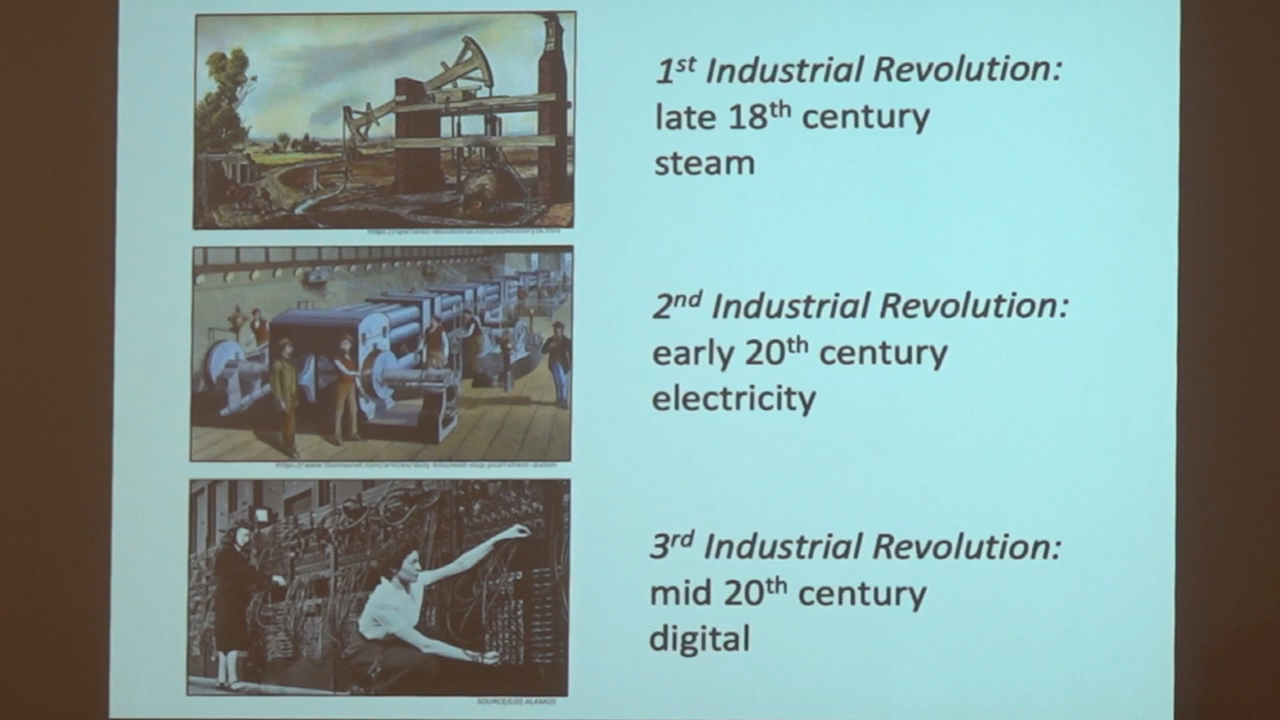 1st Industrial Revolution:
late 18th century
steam
2nd Industrial Revolution:
early 20th century
electricity
3rd Industrial Revolution:
mid 20th century
digital
SOURCE/LOS ALAMOS